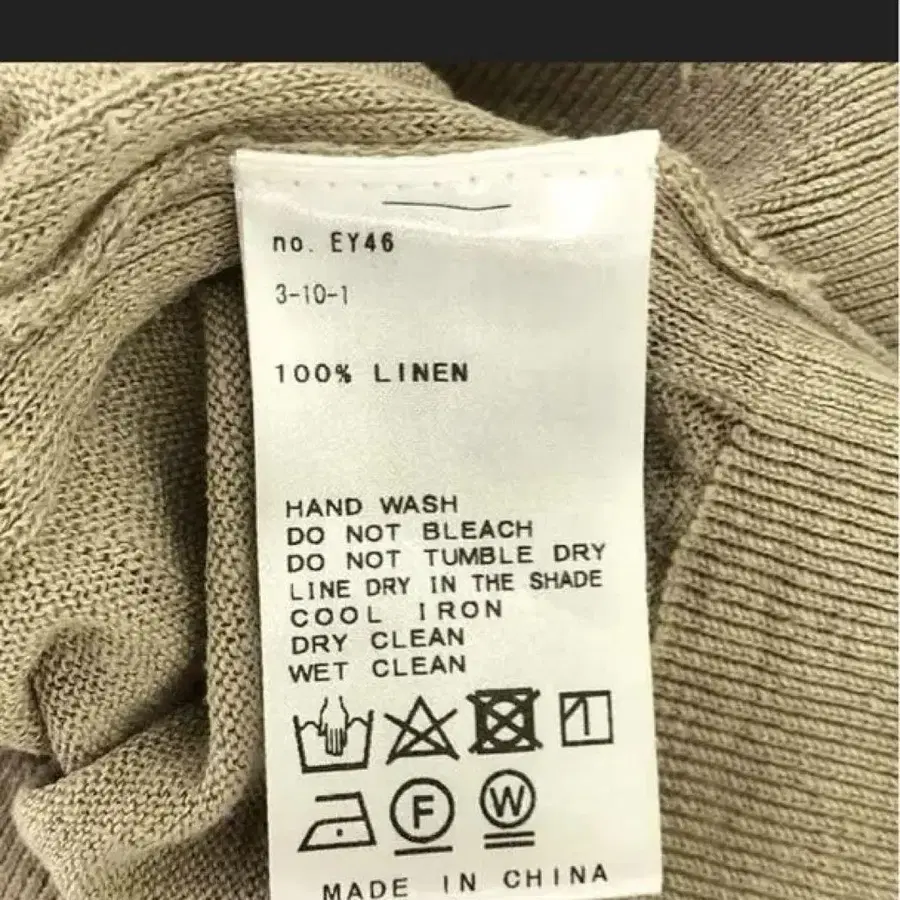 no. EY46
3-10-1
100% LINEN
HAND WASH
DO NOT BLEACH
DO NOT TUMBLE DRY
LINE DRY IN THE SHADE
COOL IRON
DRY CLEAN
WET CLEAN
F W
MADE IN CHINA